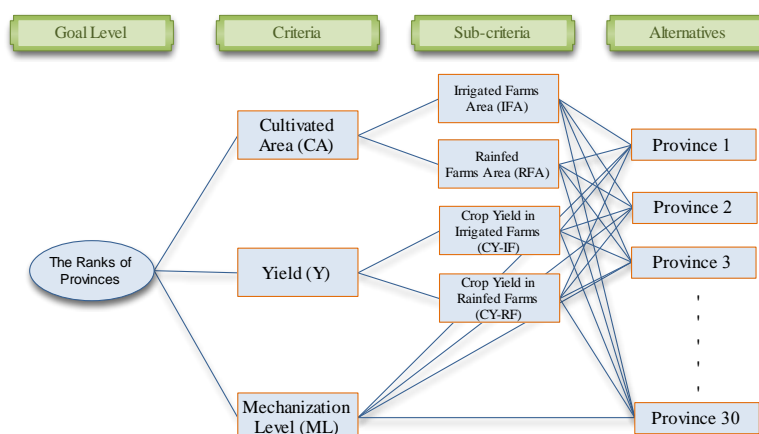 Goal Level
Criteria
Sub-criteria
Alternatives
Irrigated Farms
Area (IFA)
Cultivated
Area (CA)
Rainfed
Farms Area (RFA)
Province 1
Province 2
Crop Yield in
Irrigated Farms
(CY-IF)
The Ranks of
Provinces
Yield (Y)
Province 3
Crop Yield in
Rainfed Farms
(CY-RF)
Mechanization
Level (ML)
Province 30